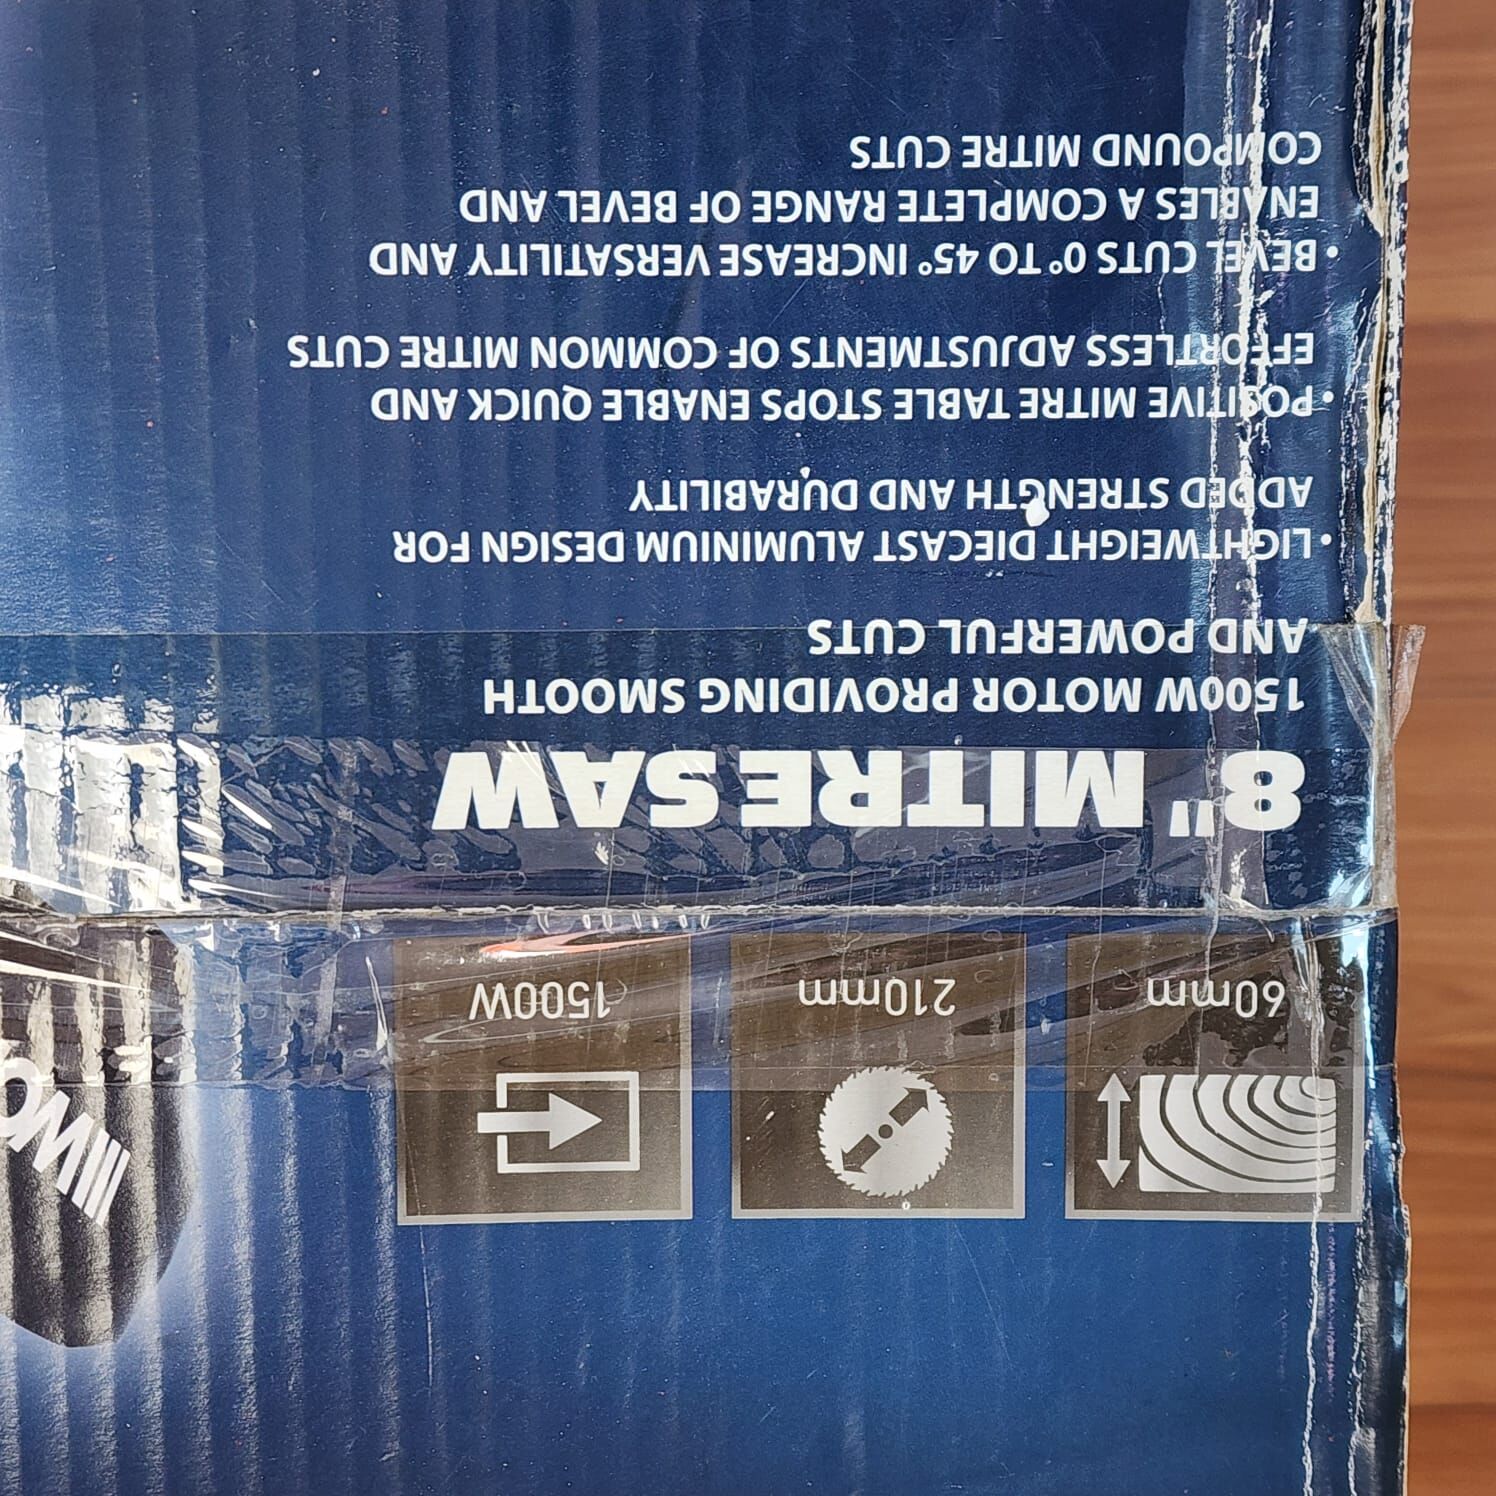 60mm
210mm
1500W
8" MITRE SAW
1500W MOTOR PROVIDING SMOOTH
AND POWERFUL CUTS
• LIGHTWEIGHT DIECAST ALUMINIUM DESIGN FOR
ADDED STRENGTH AND DURABILITY
• POSITIVE MITRE TABLE STOPS ENABLE QUICK AND
EFFORTLESS ADJUSTMENTS OF COMMON MITRE CUTS
• BEVEL CUTS 0° TO 45° INCREASE VERSATILITY AND
ENABLES A COMPLETE RANGE OF BEVEL AND
COMPOUND MITRE CUTS